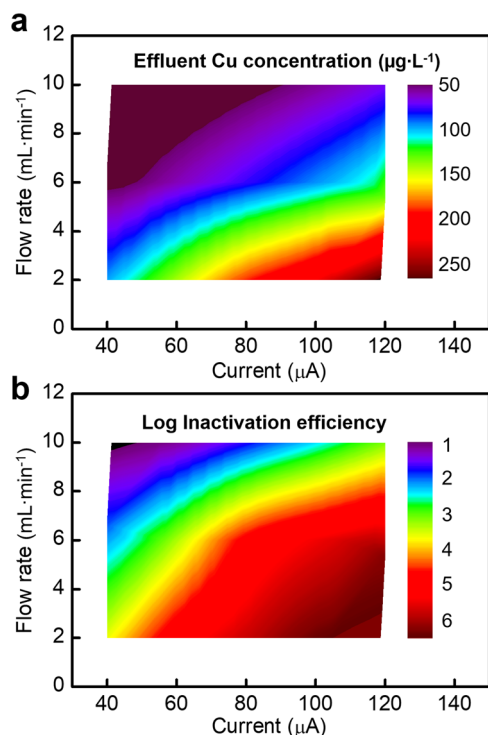 a
Effluent Cu concentration (µg·L⁻¹)
Flow rate (mL·min⁻¹)
12
10
8
6
4
2
0
50
100
150
200
250
40 60 80 100 120 140
Current (µA)
b
Log Inactivation efficiency
Flow rate (mL·min⁻¹)
12
10
8
6
4
2
0
1
2
3
4
5
6
40 60 80 100 120 140
Current (µA)